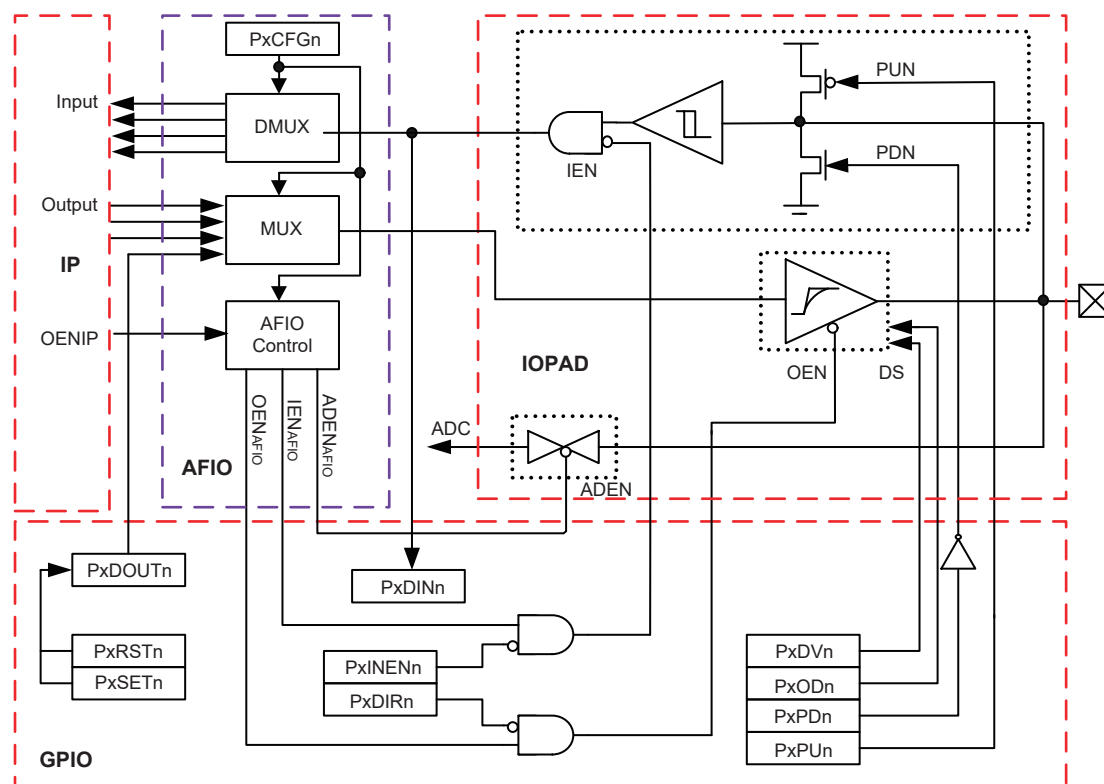 PxCFGn
PUN
Input
DMUX
IEN
PDN
Output
MUX
IP
OENIP
AFIO
Control
IOPAD
OEN
DS
OENAFIO
IENAFIO
ADENAFIO
ADC
AFIO
ADEN
PxDOUTn
PxDINn
PxRSTn
PxSETn
PxINENn
PxDIRn
PxDVn
PxODn
PxPDn
PxPUn
GPIO